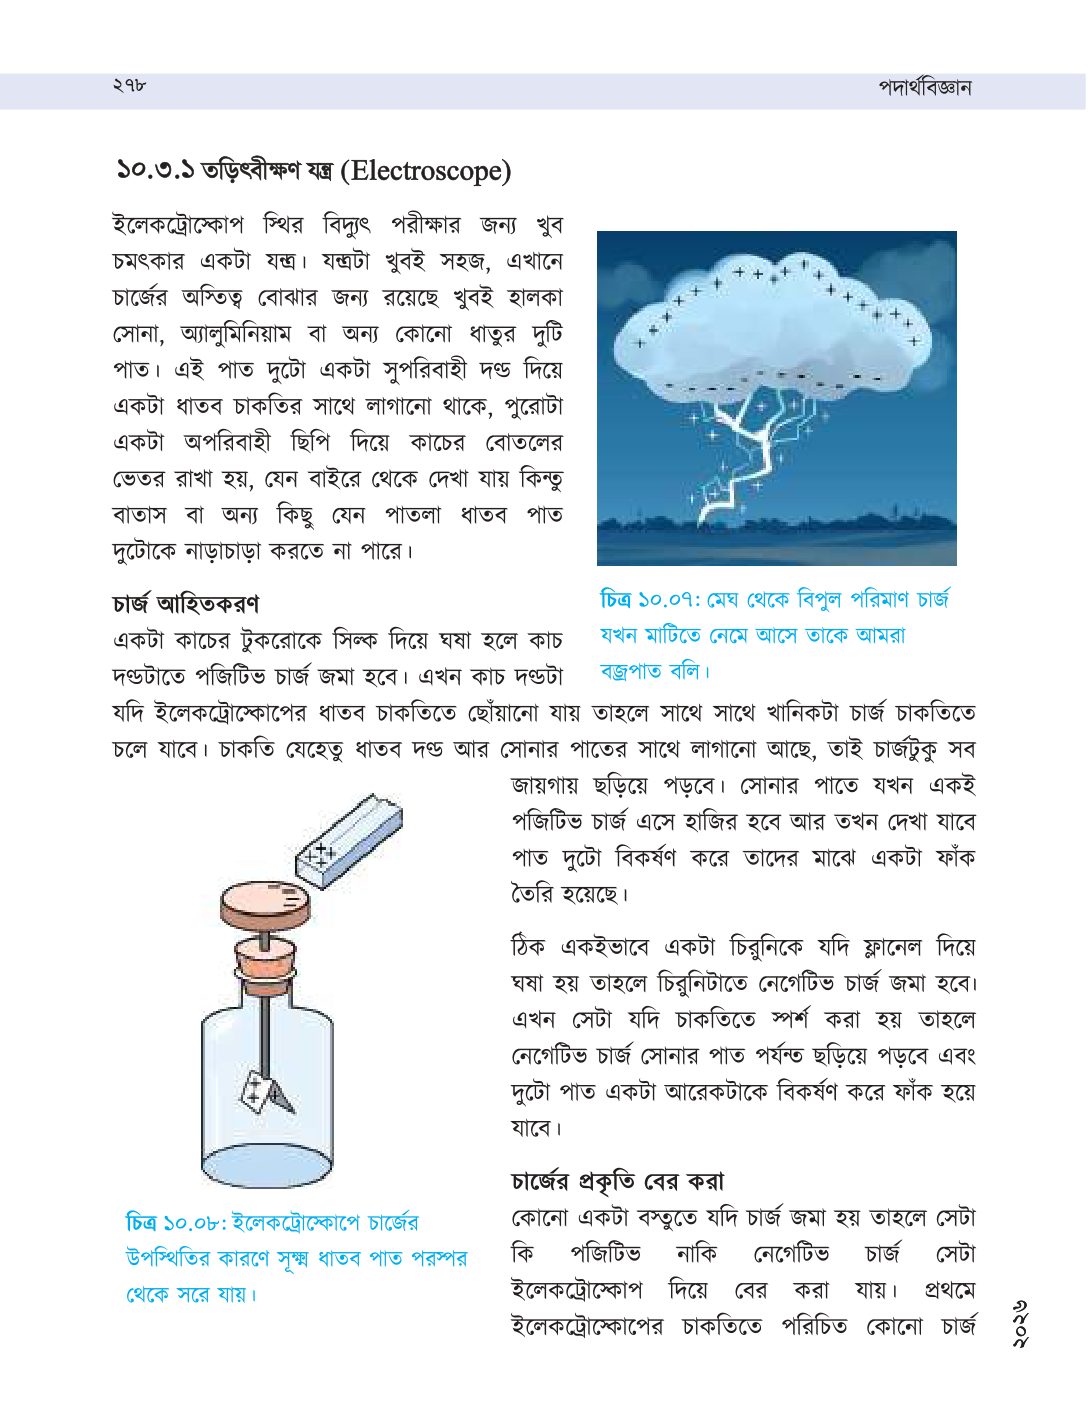 ২৭৮
পদার্থবিজ্ঞান
১০.৩.১ তড়িৎবীক্ষণ যন্ত্র (Electroscope)
ইলেকট্রোস্কোপ স্থির বিদ্যুৎ পরীক্ষার জন্য খুব
চমৎকার একটা যন্ত্র। যন্ত্রটা খুবই সহজ, এখানে
চার্জের অস্তিত্ব বোঝার জন্য রয়েছে খুবই হালকা
সোনা, অ্যালুমিনিয়াম বা অন্য কোনো ধাতুর দুটি
পাত। এই পাত দুটো একটা সুপরিবাহী দণ্ড দিয়ে
একটা ধাতব চাকতির সাথে লাগানো থাকে, পুরোটা
একটা অপরিবাহী ছিপি দিয়ে কাচের বোতলের
ভেতর রাখা হয়, যেন বাইরে থেকে দেখা যায় কিন্তু
বাতাস বা অন্য কিছু যেন পাতলা ধাতব পাত
দুটোকে নাড়াচাড়া করতে না পারে।
চিত্র ১০.০৭: মেঘ থেকে বিপুল পরিমাণ চার্জ
যখন মাটিতে নেমে আসে তাকে আমরা
বজ্রপাত বলি।
চার্জ আহিতকরণ
একটা কাচের টুকরোকে সিল্ক দিয়ে ঘষা হলে কাচ
দণ্ডটাতে পজিটিভ চার্জ জমা হবে। এখন কাচ দণ্ডটা
যদি ইলেকট্রোস্কোপের ধাতব চাকতিতে ছোঁয়ানো যায় তাহলে সাথে সাথে খানিকটা চার্জ চাকতিতে
চলে যাবে। চাকতি যেহেতু ধাতব দণ্ড আর সোনার পাতের সাথে লাগানো আছে, তাই চার্জটুকু সব
জায়গায় ছড়িয়ে পড়বে। সোনার পাতে যখন একই
পজিটিভ চার্জ এসে হাজির হবে আর তখন দেখা যাবে
পাত দুটো বিকর্ষণ করে তাদের মাঝে একটা ফাঁক
তৈরি হয়েছে।
ঠিক একইভাবে একটা চিরুনিকে যদি ফ্লানেল দিয়ে
ঘষা হয় তাহলে চিরুনিটাতে নেগেটিভ চার্জ জমা হবে।
এখন সেটা যদি চাকতিতে স্পর্শ করা হয় তাহলে
নেগেটিভ চার্জ সোনার পাত পর্যন্ত ছড়িয়ে পড়বে এবং
দুটো পাত একটা আরেকটাকে বিকর্ষণ করে ফাঁক হয়ে
যাবে।
চিত্র ১০.০৮: ইলেকট্রোস্কোপে চার্জের
উপস্থিতির কারণে সূক্ষ্ম ধাতব পাত পরস্পর
থেকে সরে যায়।
চার্জের প্রকৃতি বের করা
কোনো একটা বস্তুতে যদি চার্জ জমা হয় তাহলে সেটা
কি পজিটিভ নাকি নেগেটিভ চার্জ সেটা
ইলেকট্রোস্কোপ দিয়ে বের করা যায়। প্রথমে
ইলেকট্রোস্কোপের চাকতিতে পরিচিত কোনো চার্জ
২০২৬